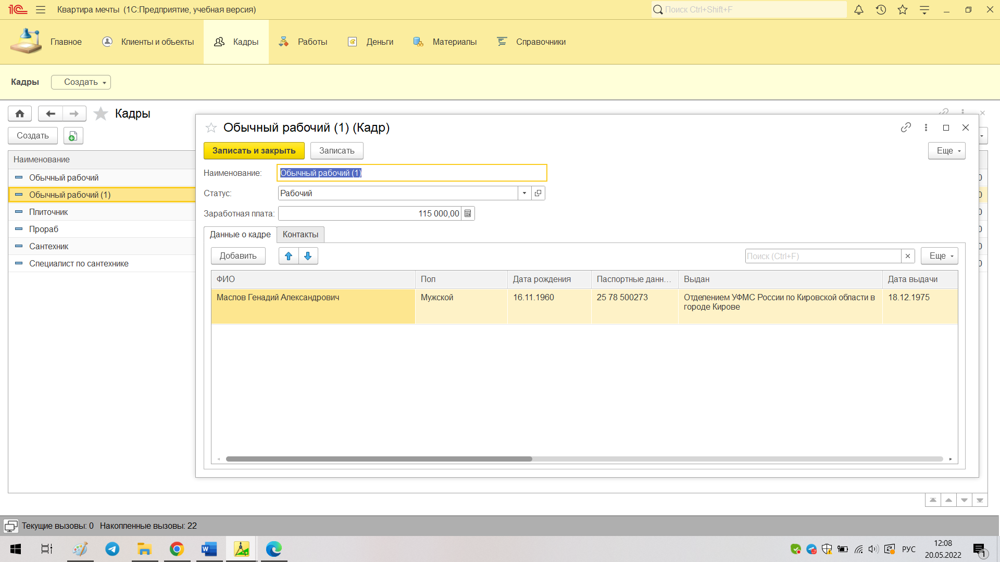 Квартира мечты (1С:Предприятие, учебная версия)
Поиск Ctrl+Shift+F
Главное
Клиенты и объекты
Кадры
Работы
Деньги
Материалы
Справочники
Кадры
Создать
Кадры
Создать
Наименование
Обычный рабочий
Обычный рабочий (1)
Плиточник
Прораб
Сантехник
Специалист по сантехнике
Обычный рабочий (1) (Кадр)
Записать и закрыть
Записать
Еще
Наименование:
Обычный рабочий (1)
Статус:
Рабочий
Заработная плата:
115 000,00
Данные о кадре
Контакты
Добавить
Поиск (Ctrl+F)
Еще
ФИО
Пол
Дата рождения
Паспортные данн...
Выдан
Дата выдачи
Маслов Генадий Александрович
Мужской
16.11.1960
25 78 500273
Отделением УФМС России по Кировской области в
городе Кирове
18.12.1975
Текущие вызовы: 0 Накопленные вызовы: 22
РУС
12:08
20.05.2022
1